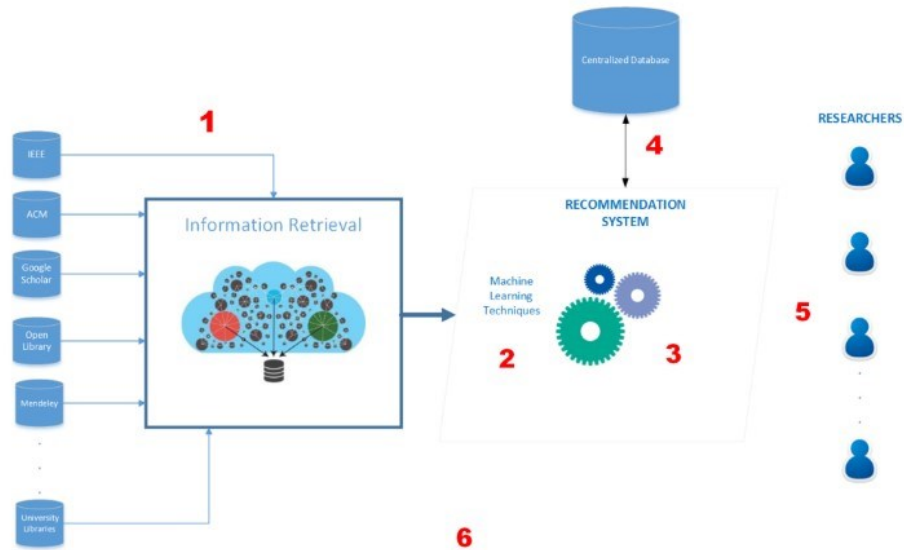 Centralized Database
1
4
RESEARCHERS
IEEE
ACM
Google
Scholar
Open
Library
Mendeley
University
Libraries
Information Retrieval
RECOMMENDATION
SYSTEM
Machine
Learning
Techniques
2
3
5
6